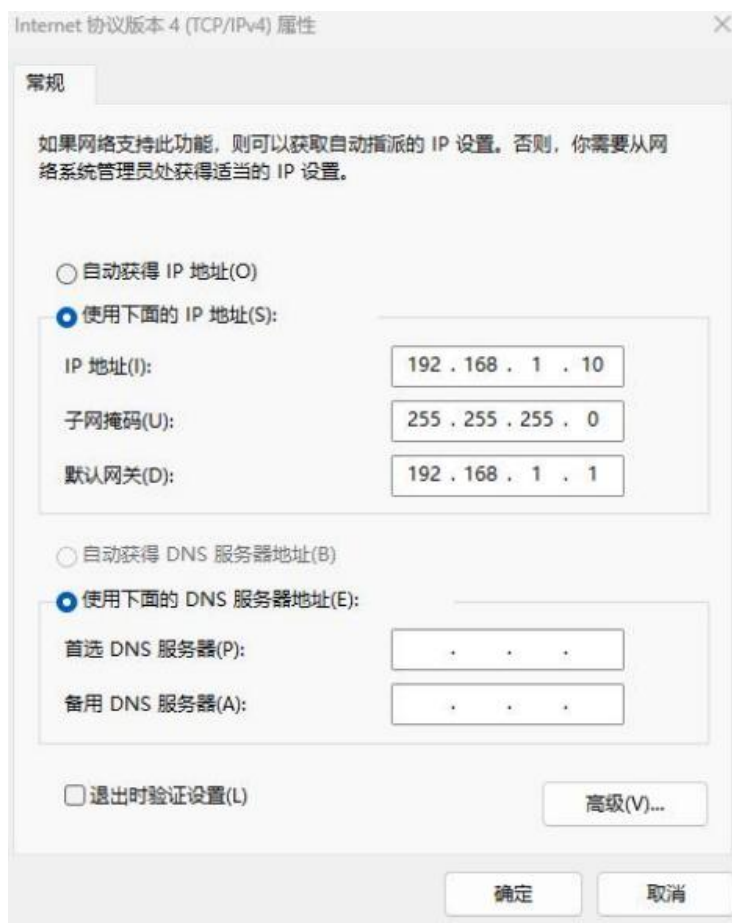 Internet 协议版本 4 (TCP/IPv4) 属性
常规
如果网络支持此功能，则可以获取自动指派的 IP 设置。否则，你需要从网
络系统管理员处获得适当的 IP 设置。
自动获得 IP 地址(O)
使用下面的 IP 地址(S):
IP 地址(I): 192 . 168 . 1 . 10
子网掩码(U): 255 . 255 . 255 . 0
默认网关(D): 192 . 168 . 1 . 1
自动获得 DNS 服务器地址(B)
使用下面的 DNS 服务器地址(E):
首选 DNS 服务器(P): . . .
备用 DNS 服务器(A): . . .
退出时验证设置(L)
高级(V)...
确定 取消